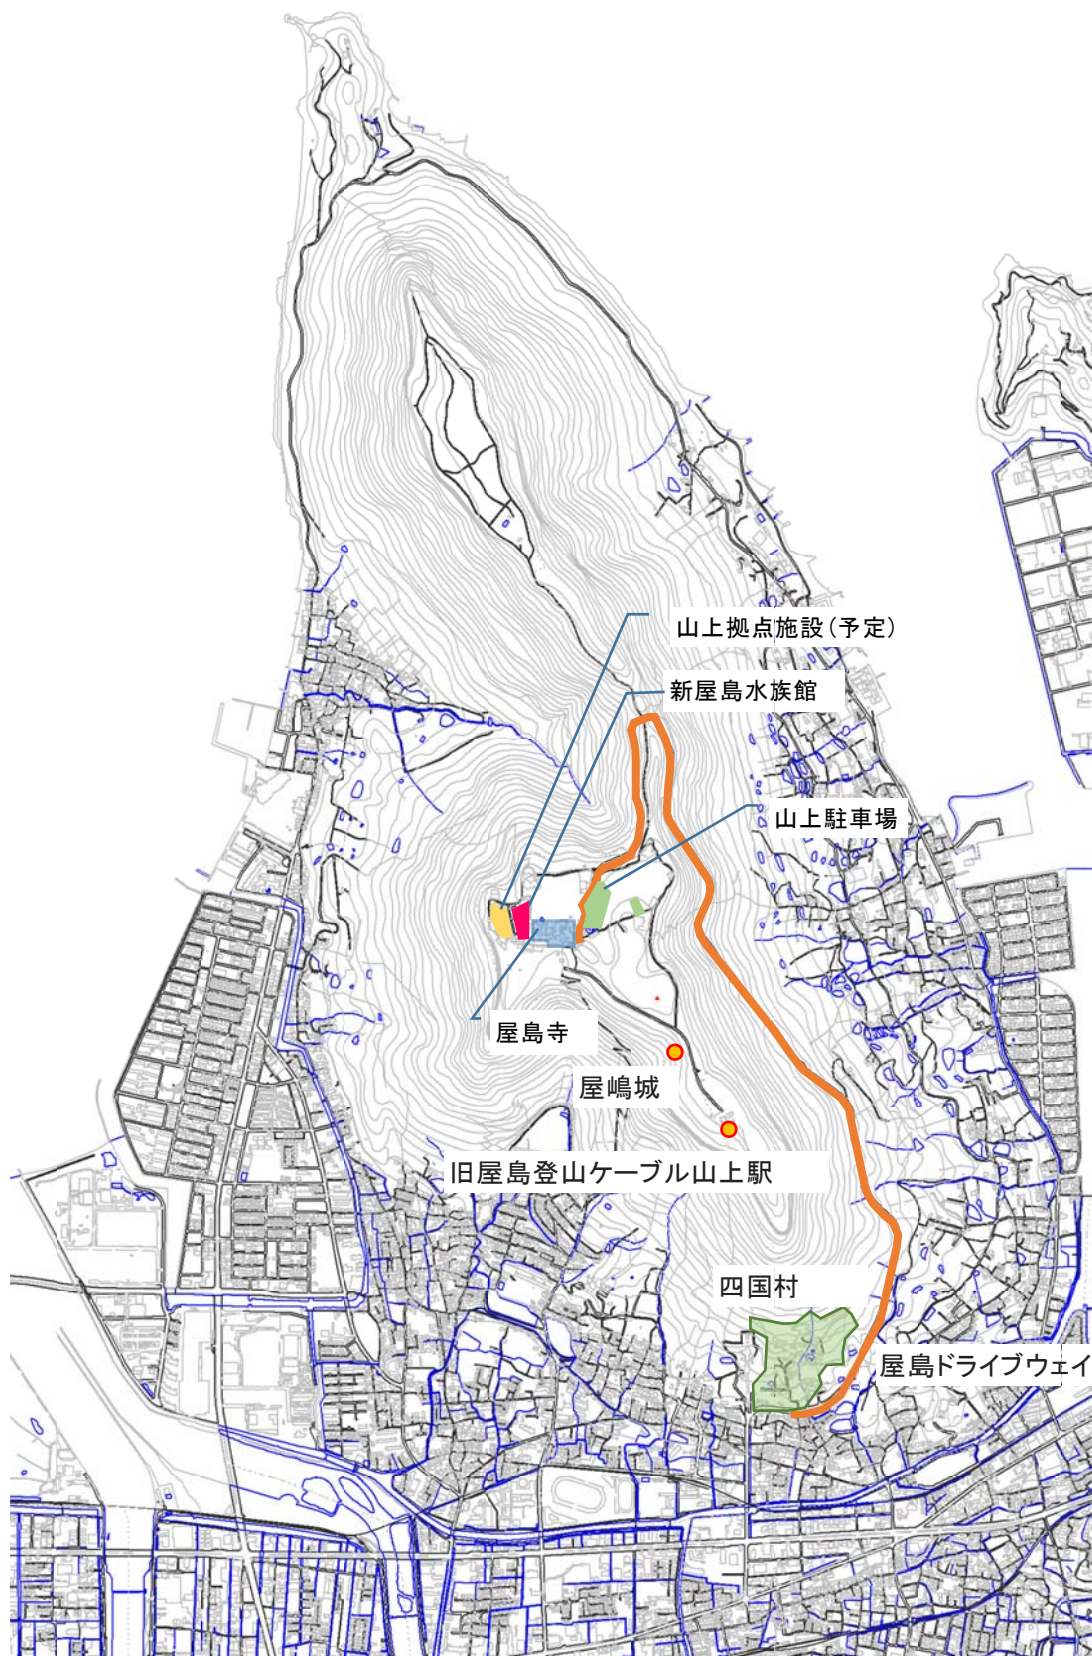 山上拠点施設（予定）
新屋島水族館
山上駐車場
屋島寺
屋嶋城
旧屋島登山ケーブル山上駅
四国村
屋島ドライブウェイ